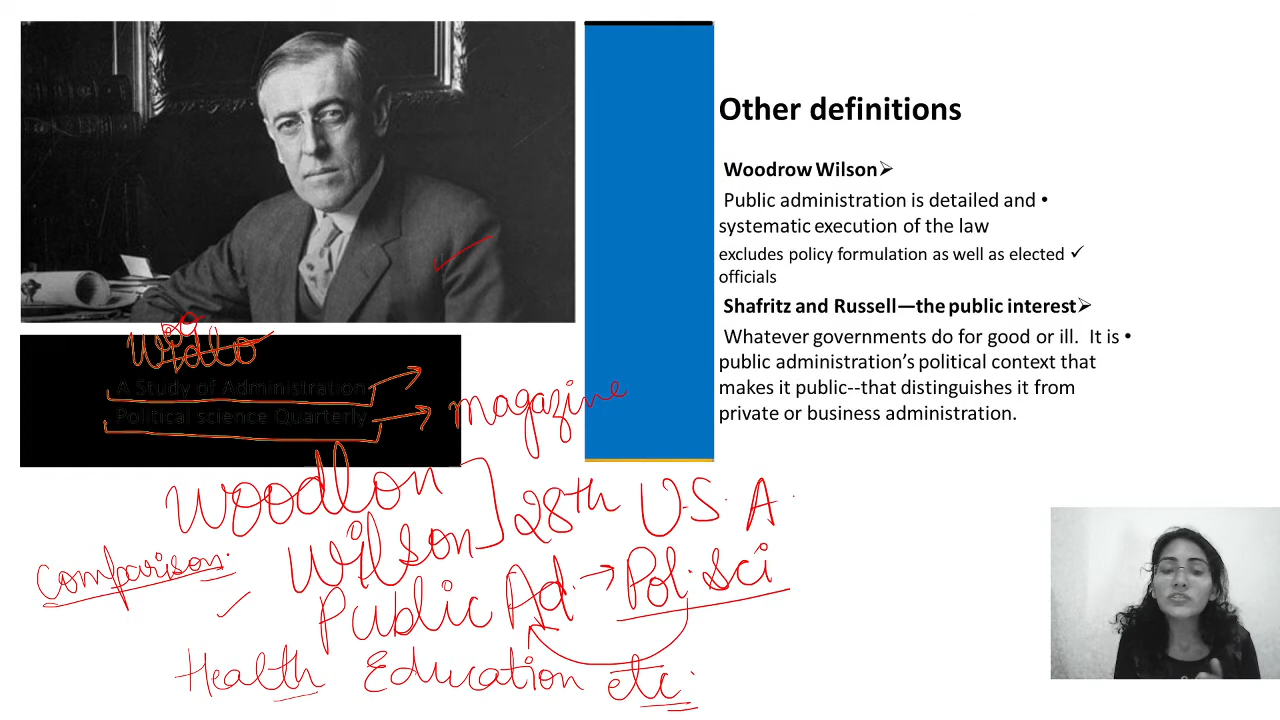 Other definitions
Woodrow Wilson➢
Public administration is detailed and •
systematic execution of the law
excludes policy formulation as well as elected ✓
officials
Shafritz and Russell—the public interest➢
Whatever governments do for good or ill. It is •
public administration's political context that
makes it public--that distinguishes it from
private or business administration.
A Study of Administration
Political science Quarterly
magazine
Woodlon
Wilson
28th U.S.A.
Comparison:
Public Ad. → Pol. Sci
Health Education etc.